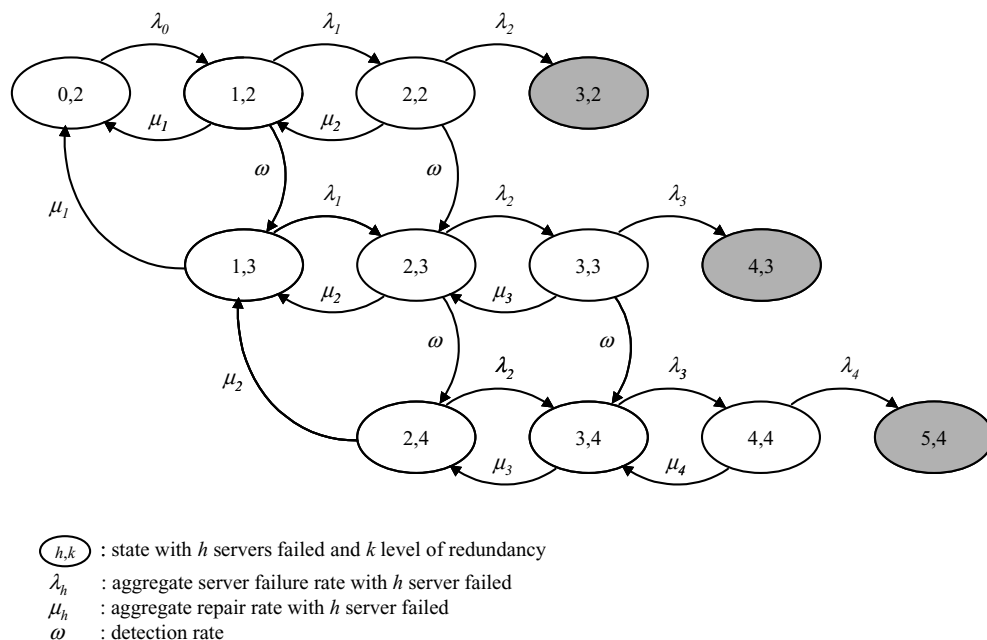 λ0 λ1 λ2
0,2 1,2 2,2 3,2
μ1 μ2
ω ω
μ1 λ1 λ2 λ3
1,3 2,3 3,3 4,3
μ2 μ3
ω ω
μ2 λ2 λ3 λ4
2,4 3,4 4,4 5,4
μ3 μ4
h,k : state with h servers failed and k level of redundancy
λh : aggregate server failure rate with h server failed
μh : aggregate repair rate with h server failed
ω : detection rate